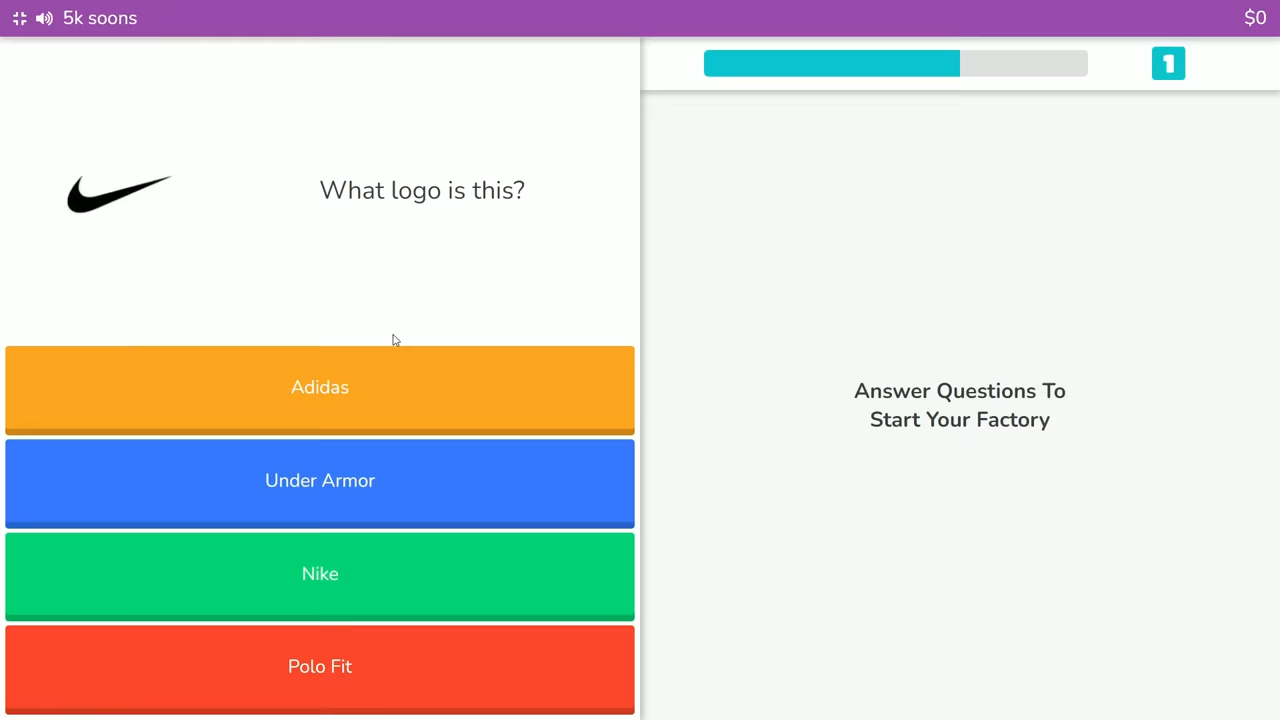 5k soons
$0
1
What logo is this?
Adidas
Under Armor
Nike
Polo Fit
Answer Questions To
Start Your Factory